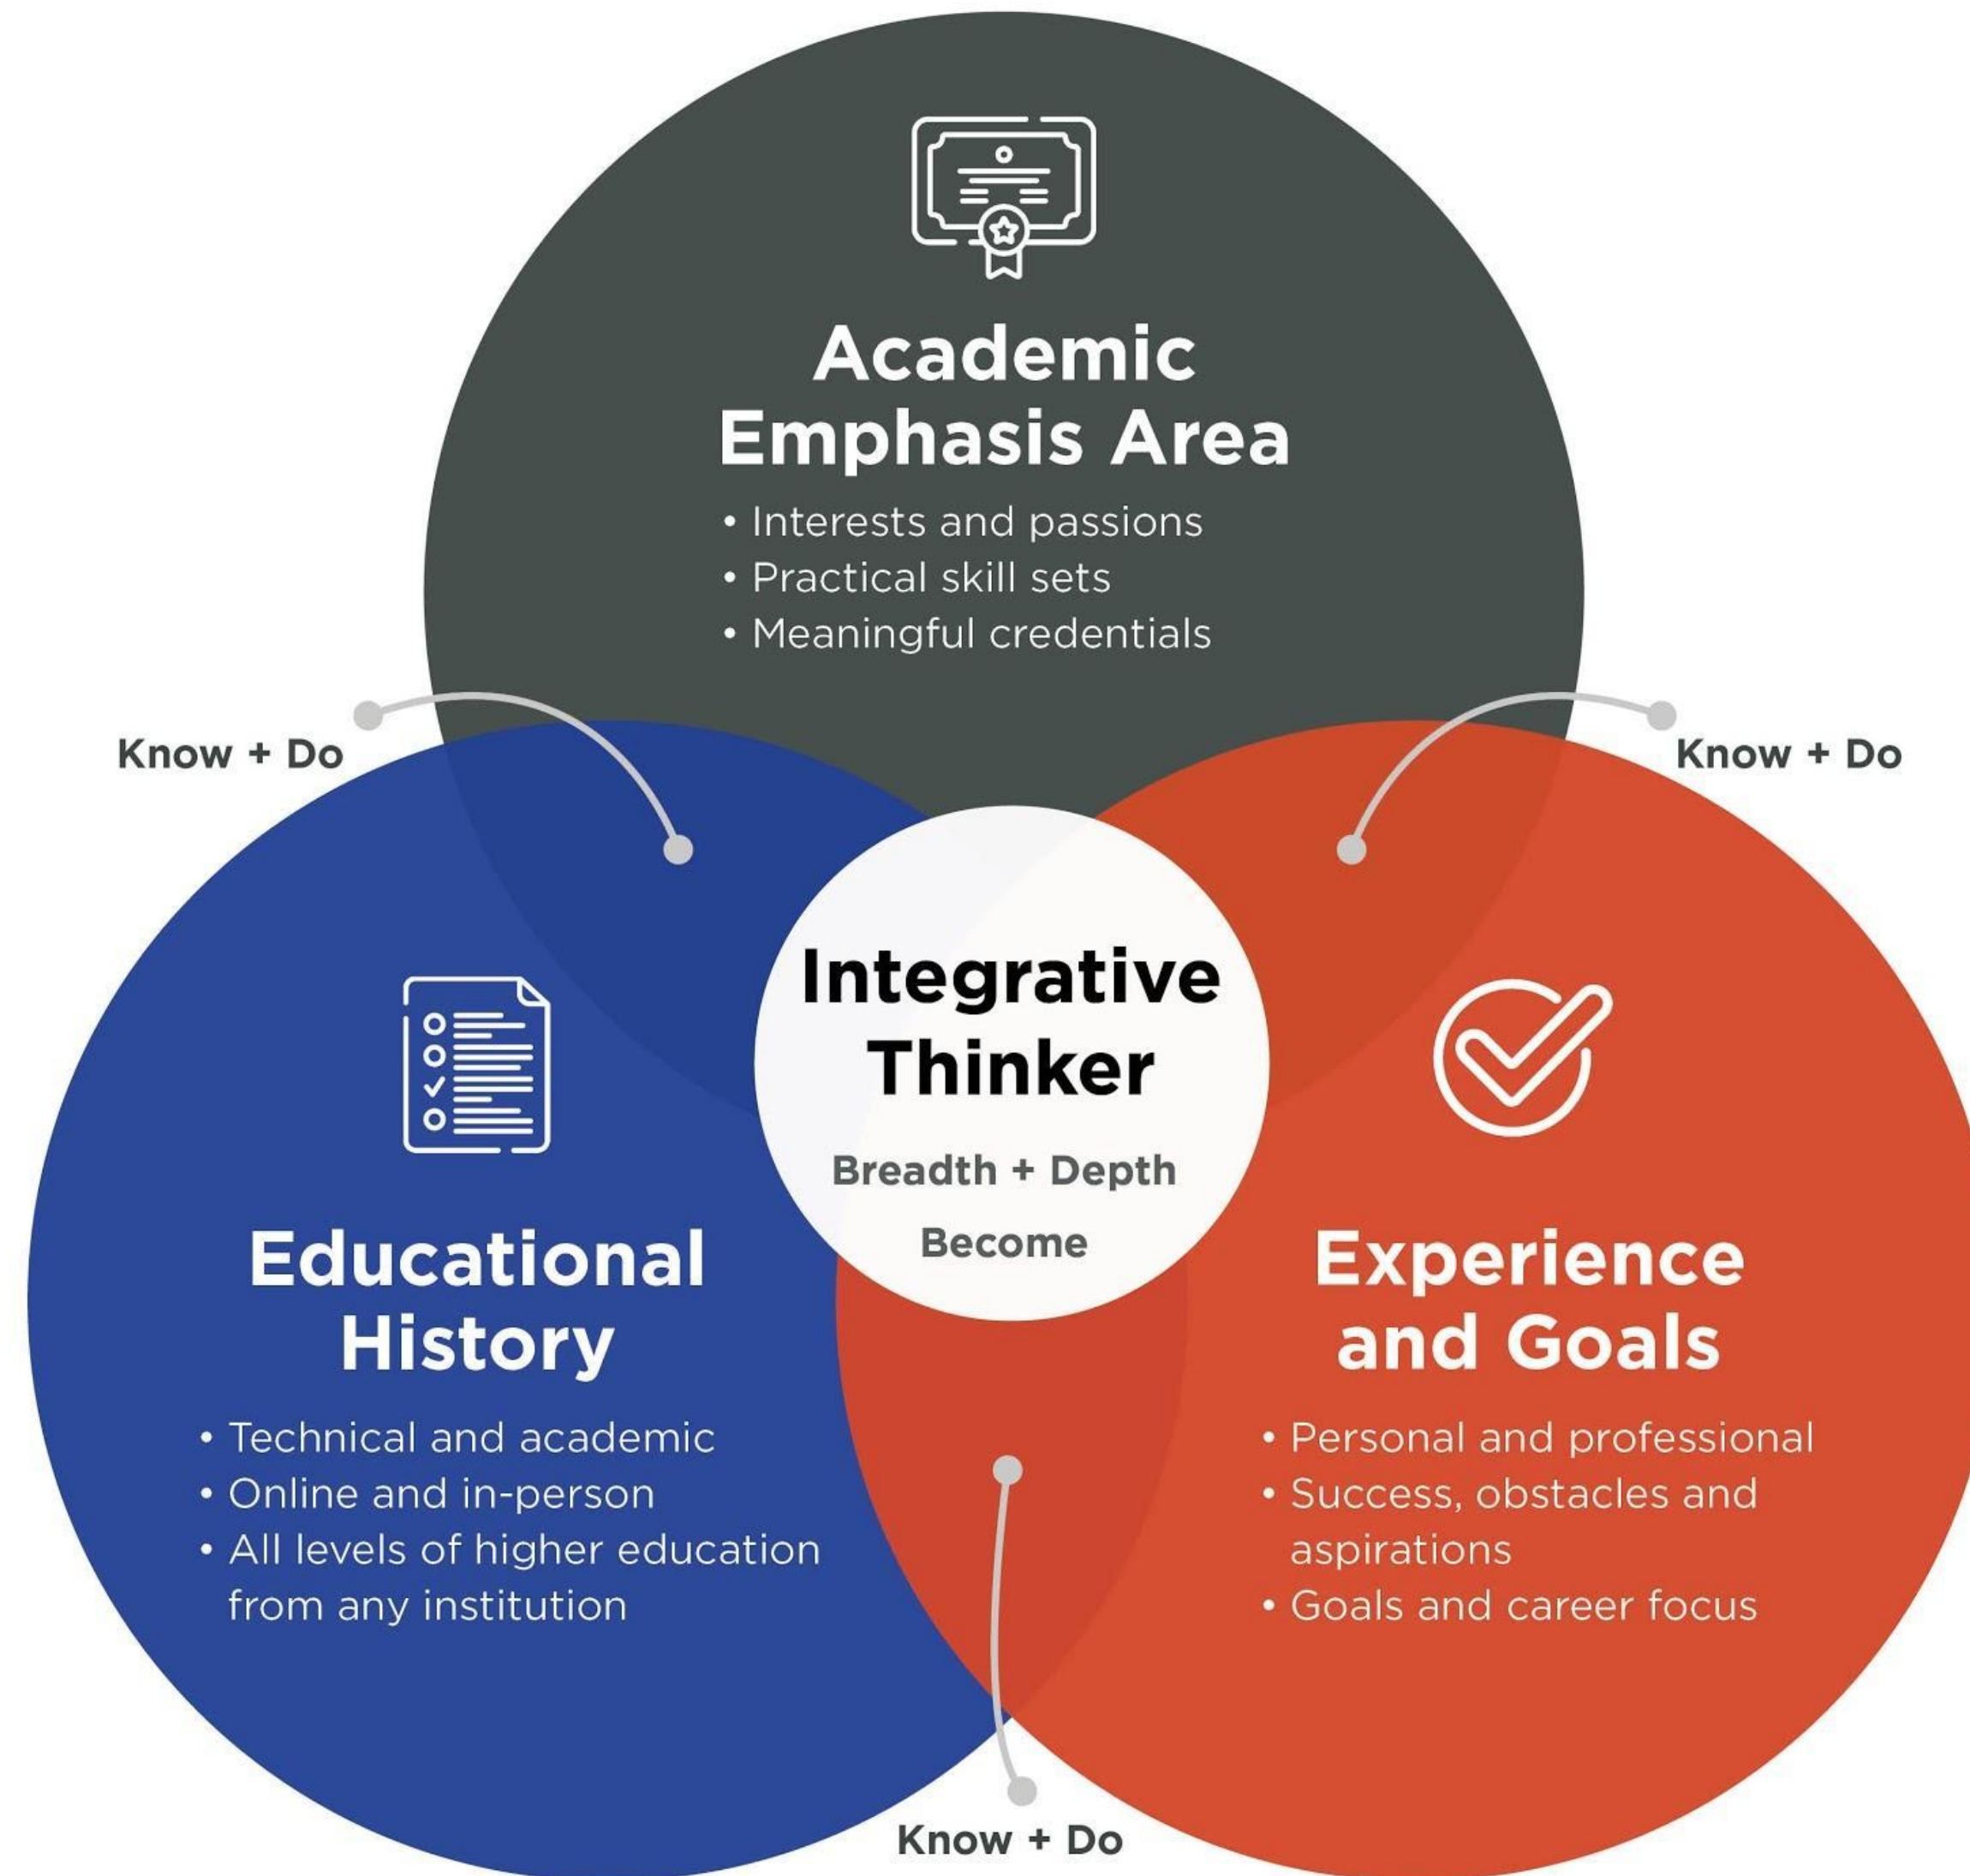 Academic
Emphasis Area
• Interests and passions
• Practical skill sets
• Meaningful credentials
Know + Do
Know + Do
Integrative
Thinker
Breadth + Depth
Become
Educational
History
• Technical and academic
• Online and in-person
• All levels of higher education
from any institution
Experience
and Goals
• Personal and professional
• Success, obstacles and
aspirations
• Goals and career focus
Know + Do